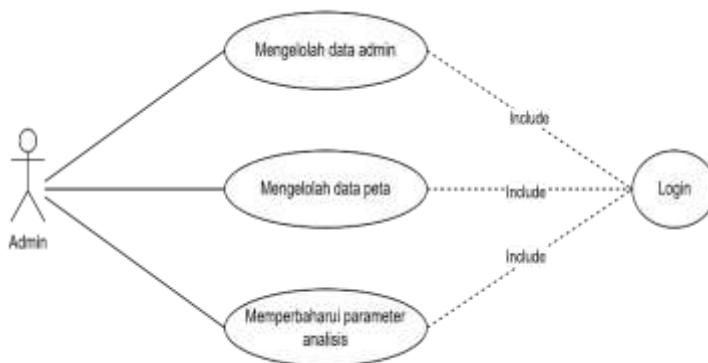 Mengelolah data admin
Include
Mengelolah data peta
Include
Login
Admin
Include
Memperbaharui parameter
analisis